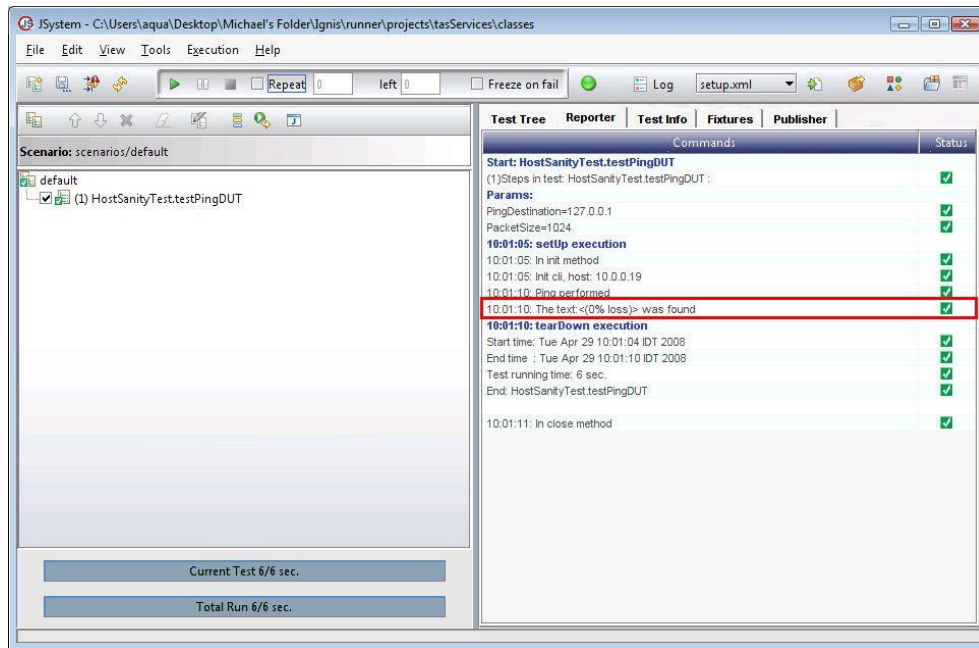 JSystem - C:\Users\aqua\Desktop\Michael's Folder\Ignis\runner\projects\tasServices\classes
File Edit View Tools Execution Help
Repeat 0 left 0 Freeze on fail Log setup.xml
Scenario: scenarios/default
default
(1) HostSanityTest.testPingDUT
Current Test 6/6 sec.
Total Run 6/6 sec.
Test Tree Reporter Test Info Fixtures Publisher
Commands Status
Start: HostSanityTest.testPingDUT
(1)Steps in test: HostSanityTest.testPingDUT :
Params:
PingDestination=127.0.0.1
PacketSize=1024
10:01:05: setUp execution
10:01:05: In init method
10:01:05: Init cli, host: 10.0.0.19
10:01:10: Ping performed
10:01:10: The text:<(0% loss)> was found
10:01:10: tearDown execution
Start time: Tue Apr 29 10:01:04 IDT 2008
End time : Tue Apr 29 10:01:10 IDT 2008
Test running time: 6 sec.
End: HostSanityTest.testPingDUT
10:01:11: In close method